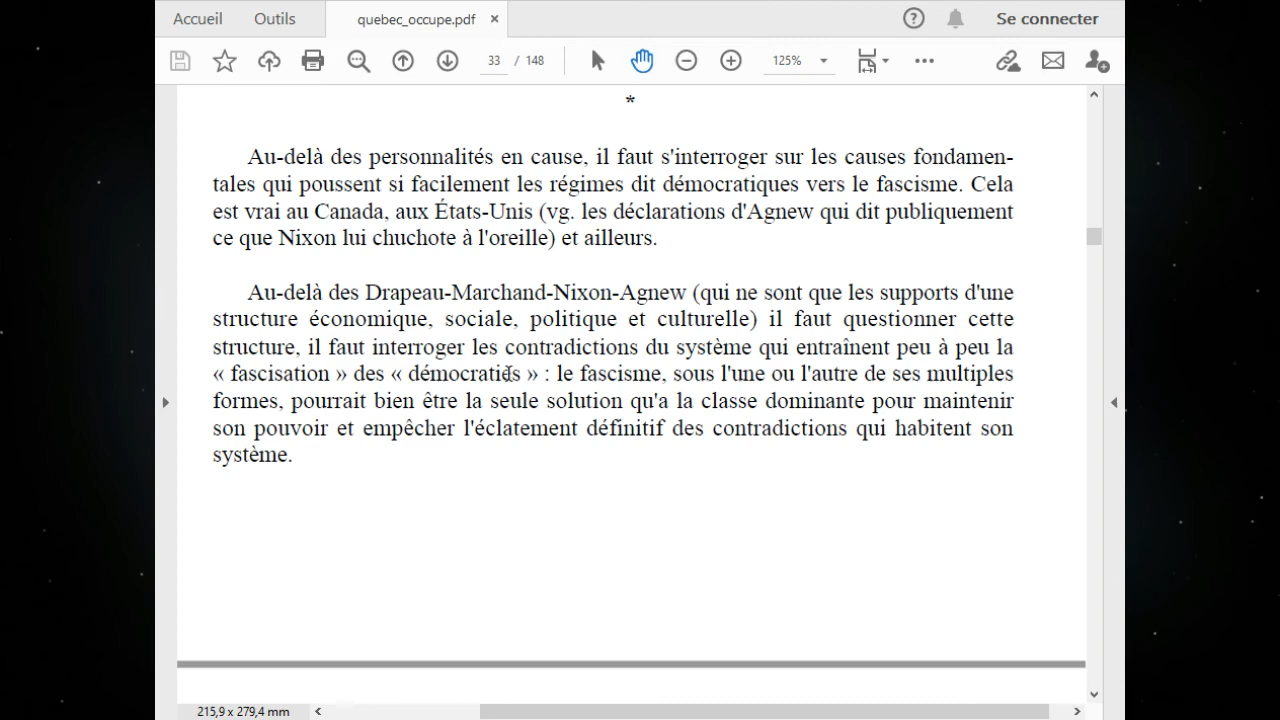 Accueil Outils quebec_occupe.pdf × Se connecter
33 / 148 125%
*
Au-delà des personnalités en cause, il faut s'interroger sur les causes fondamen-
tales qui poussent si facilement les régimes dit démocratiques vers le fascisme. Cela
est vrai au Canada, aux États-Unis (vg. les déclarations d'Agnew qui dit publiquement
ce que Nixon lui chuchote à l'oreille) et ailleurs.
Au-delà des Drapeau-Marchand-Nixon-Agnew (qui ne sont que les supports d'une
structure économique, sociale, politique et culturelle) il faut questionner cette
structure, il faut interroger les contradictions du système qui entraînent peu à peu la
« fascisation » des « démocraties » : le fascisme, sous l'une ou l'autre de ses multiples
formes, pourrait bien être la seule solution qu'a la classe dominante pour maintenir
son pouvoir et empêcher l'éclatement définitif des contradictions qui habitent son
système.
215,9 x 279,4 mm